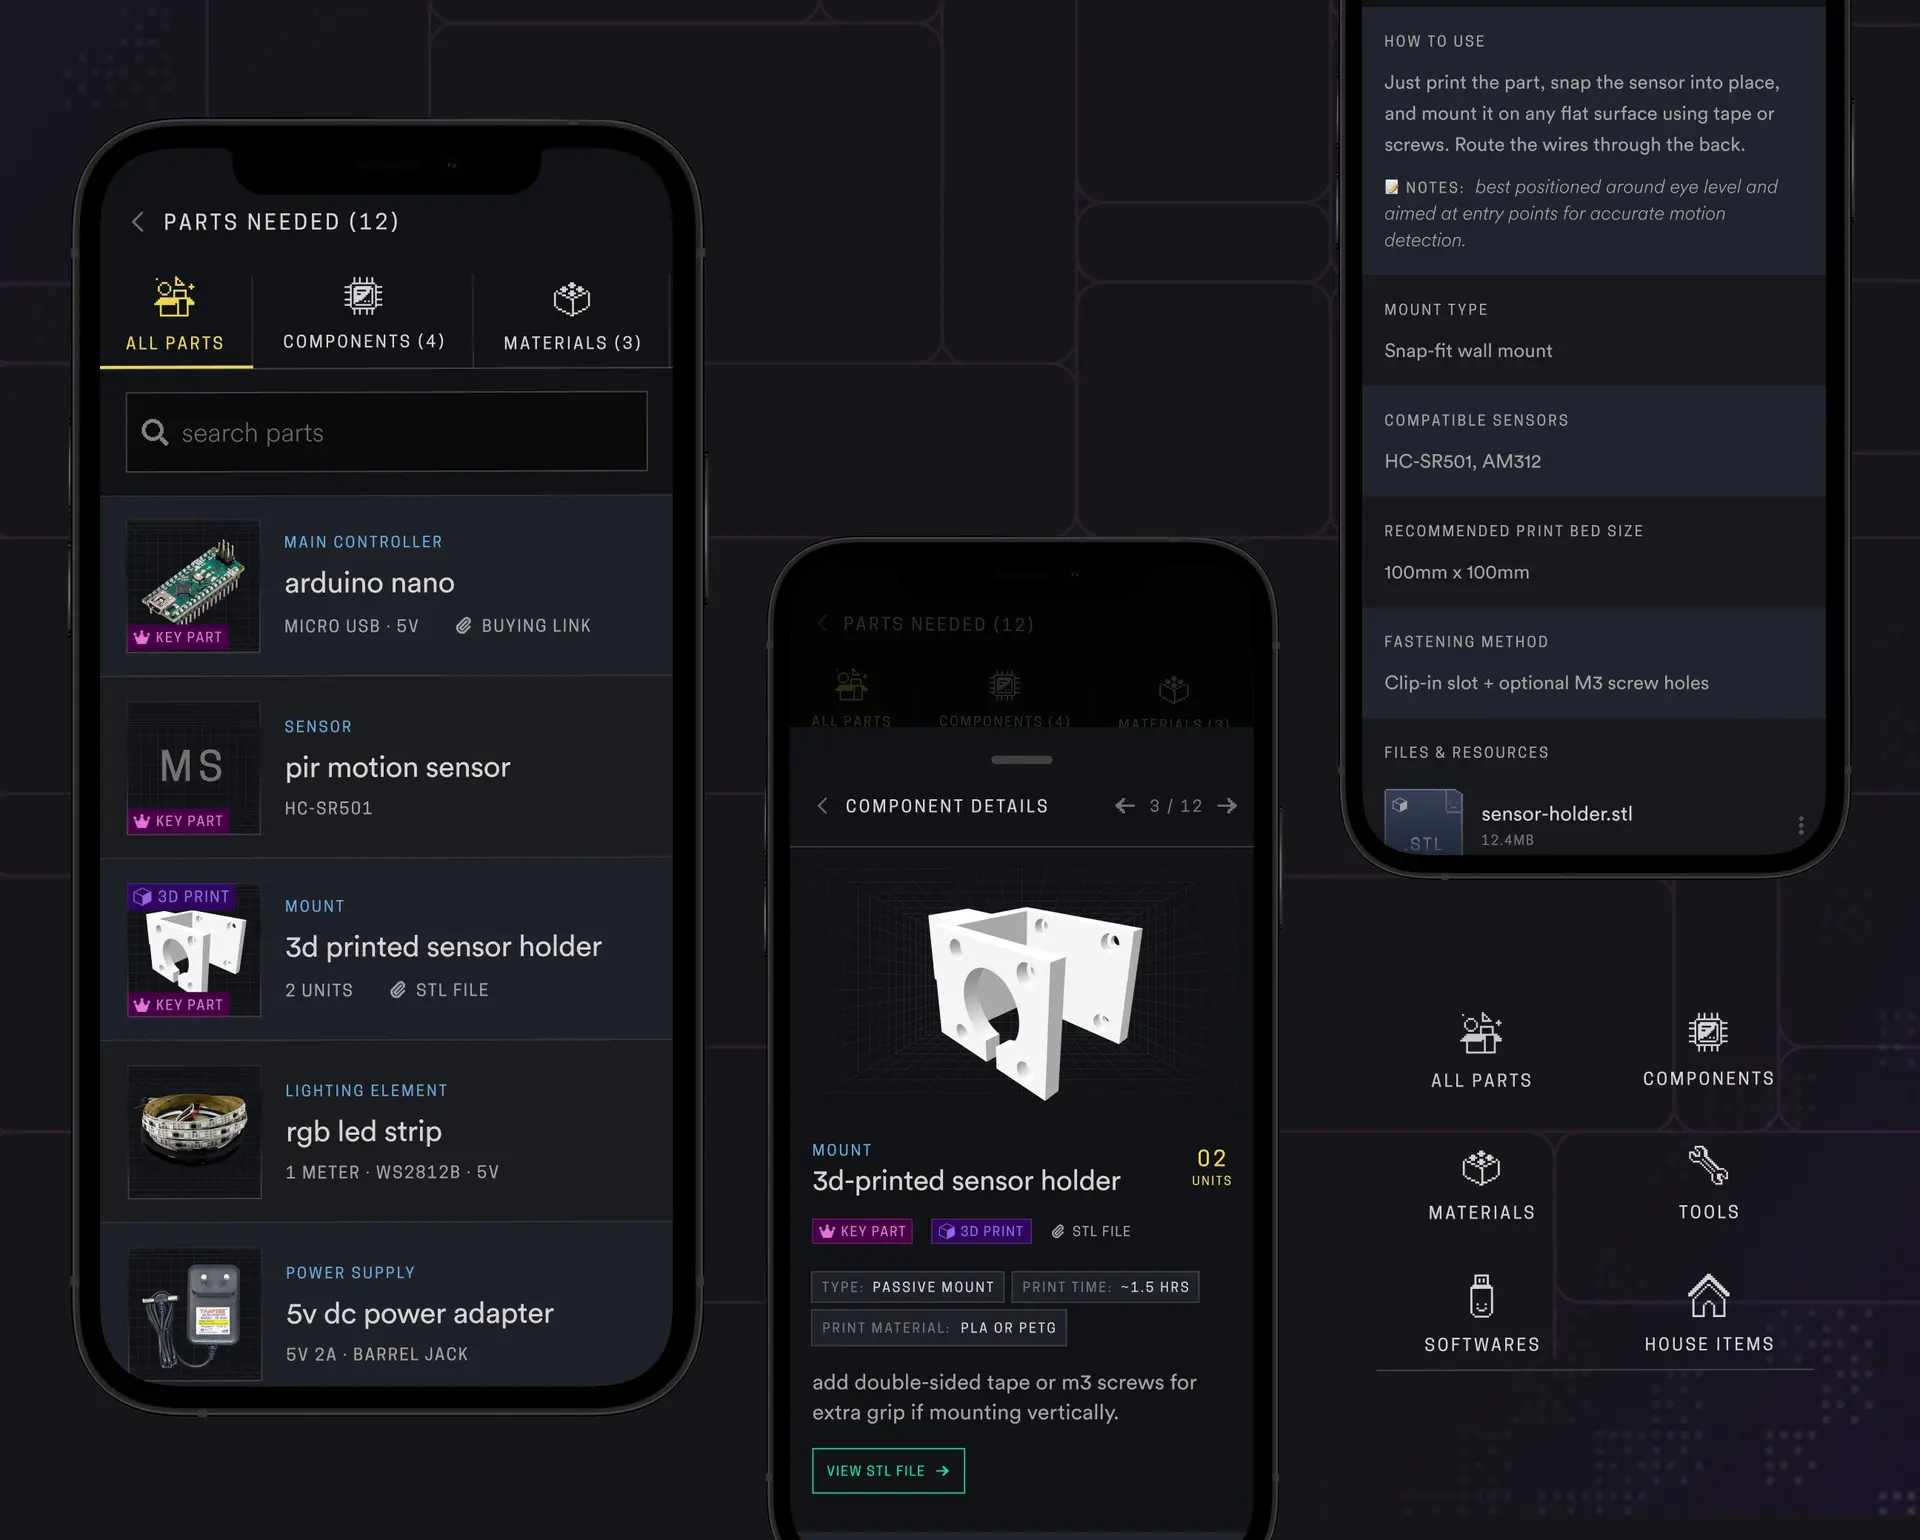 PARTS NEEDED (12)
ALL PARTS
COMPONENTS (4)
MATERIALS (3)
search parts
MAIN CONTROLLER
arduino nano
MICRO USB · 5V
BUYING LINK
KEY PART
SENSOR
MS
pir motion sensor
HC-SR501
KEY PART
3D PRINT
MOUNT
3d printed sensor holder
2 UNITS
STL FILE
KEY PART
LIGHTING ELEMENT
rgb led strip
1 METER · WS2812B · 5V
POWER SUPPLY
5v dc power adapter
5V 2A · BARREL JACK
PARTS NEEDED (12)
ALL PARTS
COMPONENTS (4)
MATERIALS (3)
COMPONENT DETAILS
3 / 12
MOUNT
3d-printed sensor holder
02
UNITS
KEY PART
3D PRINT
STL FILE
TYPE: PASSIVE MOUNT
PRINT TIME: ~1.5 HRS
PRINT MATERIAL: PLA OR PETG
add double-sided tape or m3 screws for
extra grip if mounting vertically.
VIEW STL FILE →
HOW TO USE
Just print the part, snap the sensor into place,
and mount it on any flat surface using tape or
screws. Route the wires through the back.
NOTES: best positioned around eye level and
aimed at entry points for accurate motion
detection.
MOUNT TYPE
Snap-fit wall mount
COMPATIBLE SENSORS
HC-SR501, AM312
RECOMMENDED PRINT BED SIZE
100mm x 100mm
FASTENING METHOD
Clip-in slot + optional M3 screw holes
FILES & RESOURCES
.STL
sensor-holder.stl
12.4MB
ALL PARTS
COMPONENTS
MATERIALS
TOOLS
SOFTWARES
HOUSE ITEMS